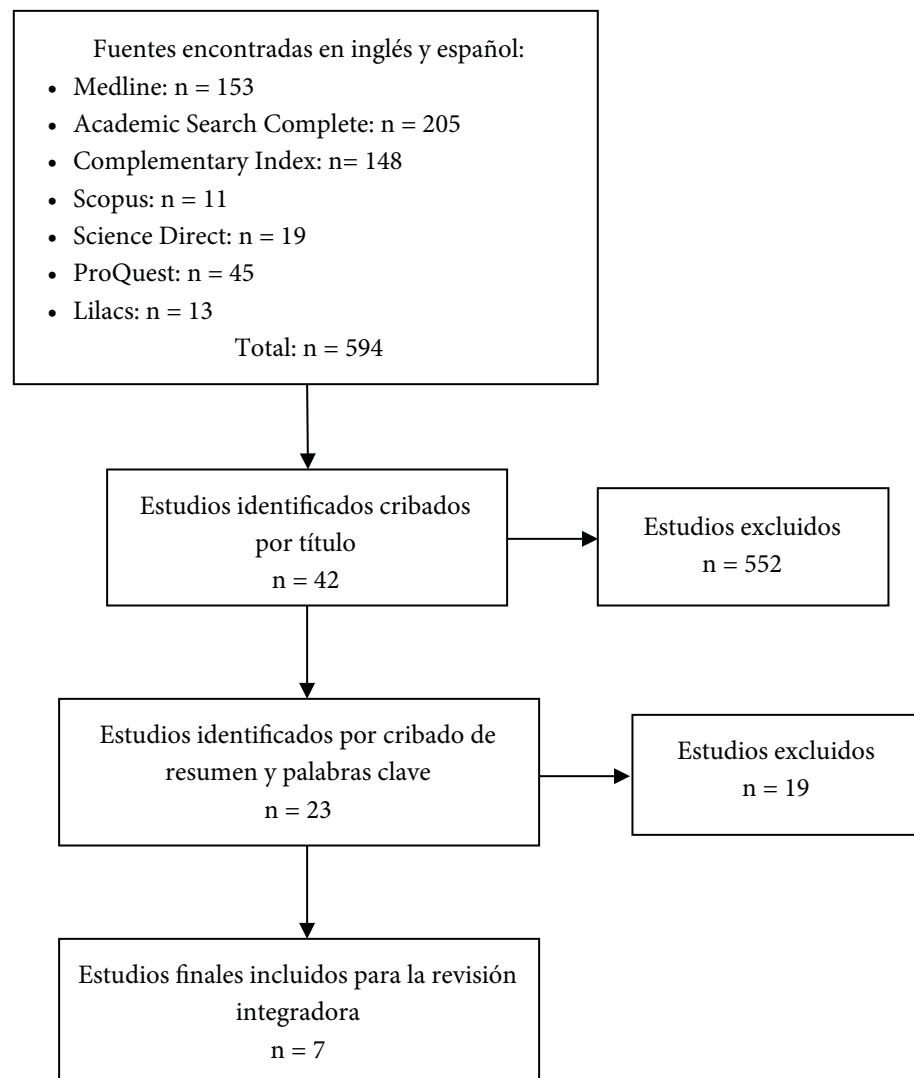 Fuentes encontradas en inglés y español:
• Medline: n = 153
• Academic Search Complete: n = 205
• Complementary Index: n= 148
• Scopus: n = 11
• Science Direct: n = 19
• ProQuest: n = 45
• Lilacs: n = 13
Total: n = 594
Estudios identificados cribados
por título
n = 42
Estudios excluidos
n = 552
Estudios identificados por cribado de
resumen y palabras clave
n = 23
Estudios excluidos
n = 19
Estudios finales incluidos para la revisión
integradora
n = 7